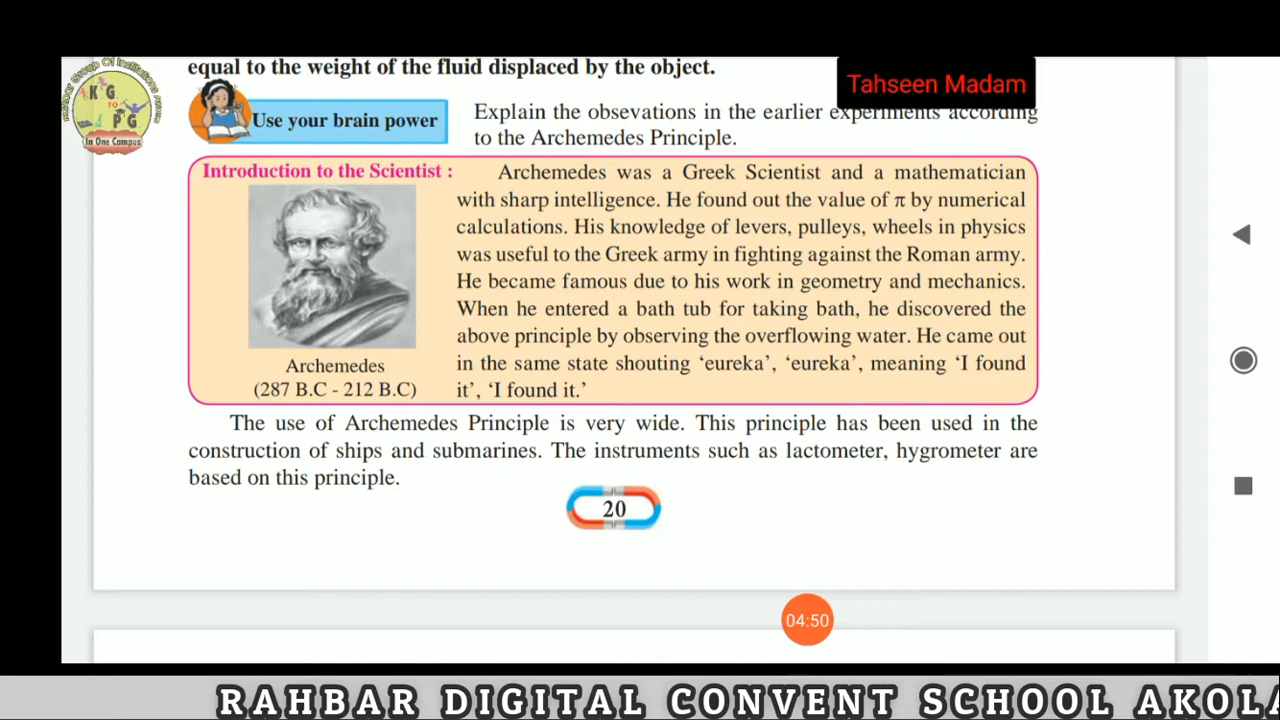 equal to the weight of the fluid displaced by the object.
Tahseen Madam
KG
TO
PG
In One Campus
Use your brain power
Explain the obsevations in the earlier experiments according
to the Archemedes Principle.
Introduction to the Scientist :
Archemedes was a Greek Scientist and a mathematician
with sharp intelligence. He found out the value of π by numerical
calculations. His knowledge of levers, pulleys, wheels in physics
was useful to the Greek army in fighting against the Roman army.
He became famous due to his work in geometry and mechanics.
When he entered a bath tub for taking bath, he discovered the
above principle by observing the overflowing water. He came out
in the same state shouting ‘eureka’, ‘eureka’, meaning ‘I found
it’, ‘I found it.’
Archemedes
(287 B.C - 212 B.C)
The use of Archemedes Principle is very wide. This principle has been used in the
construction of ships and submarines. The instruments such as lactometer, hygrometer are
based on this principle.
20
04:50
RAHBAR DIGITAL CONVENT SCHOOL AKOLA